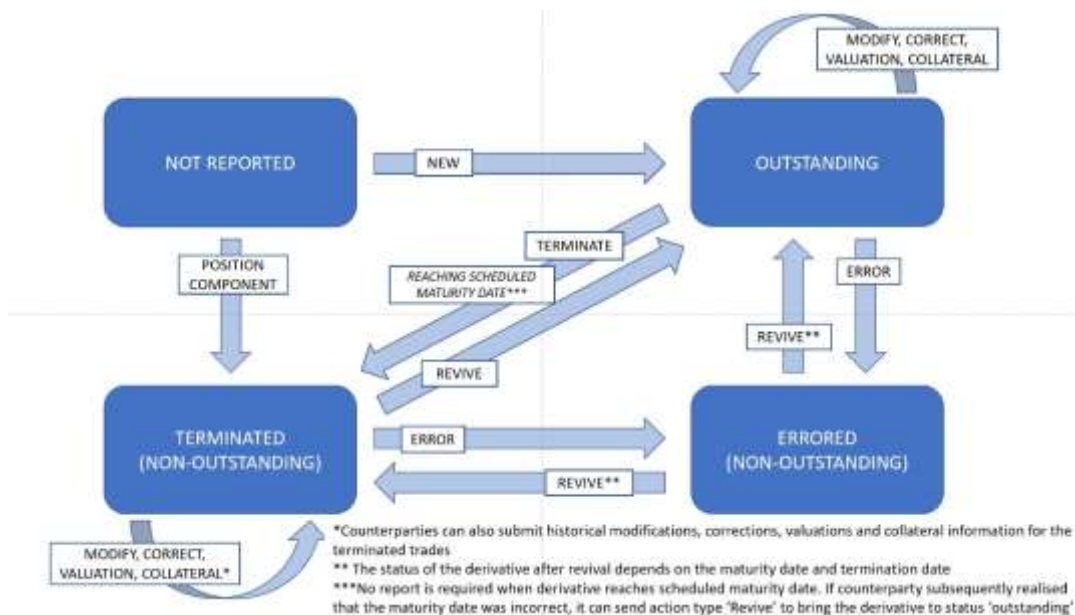 MODIFY, CORRECT,
VALUATION, COLLATERAL
NOT REPORTED
NEW
OUTSTANDING
TERMINATE
POSITION
COMPONENT
REACHING SCHEDULED
MATURITY DATE***
ERROR
REVIVE**
REVIVE
TERMINATED
(NON-OUTSTANDING)
ERROR
ERRORED
(NON-OUTSTANDING)
REVIVE**
MODIFY, CORRECT,
VALUATION, COLLATERAL*
*Counterparties can also submit historical modifications, corrections, valuations and collateral information for the
terminated trades
** The status of the derivative after revival depends on the maturity date and termination date
***No report is required when derivative reaches scheduled maturity date. If counterparty subsequently realised
that the maturity date was incorrect, it can send action type 'Revive' to bring the derivative to status 'outstanding'